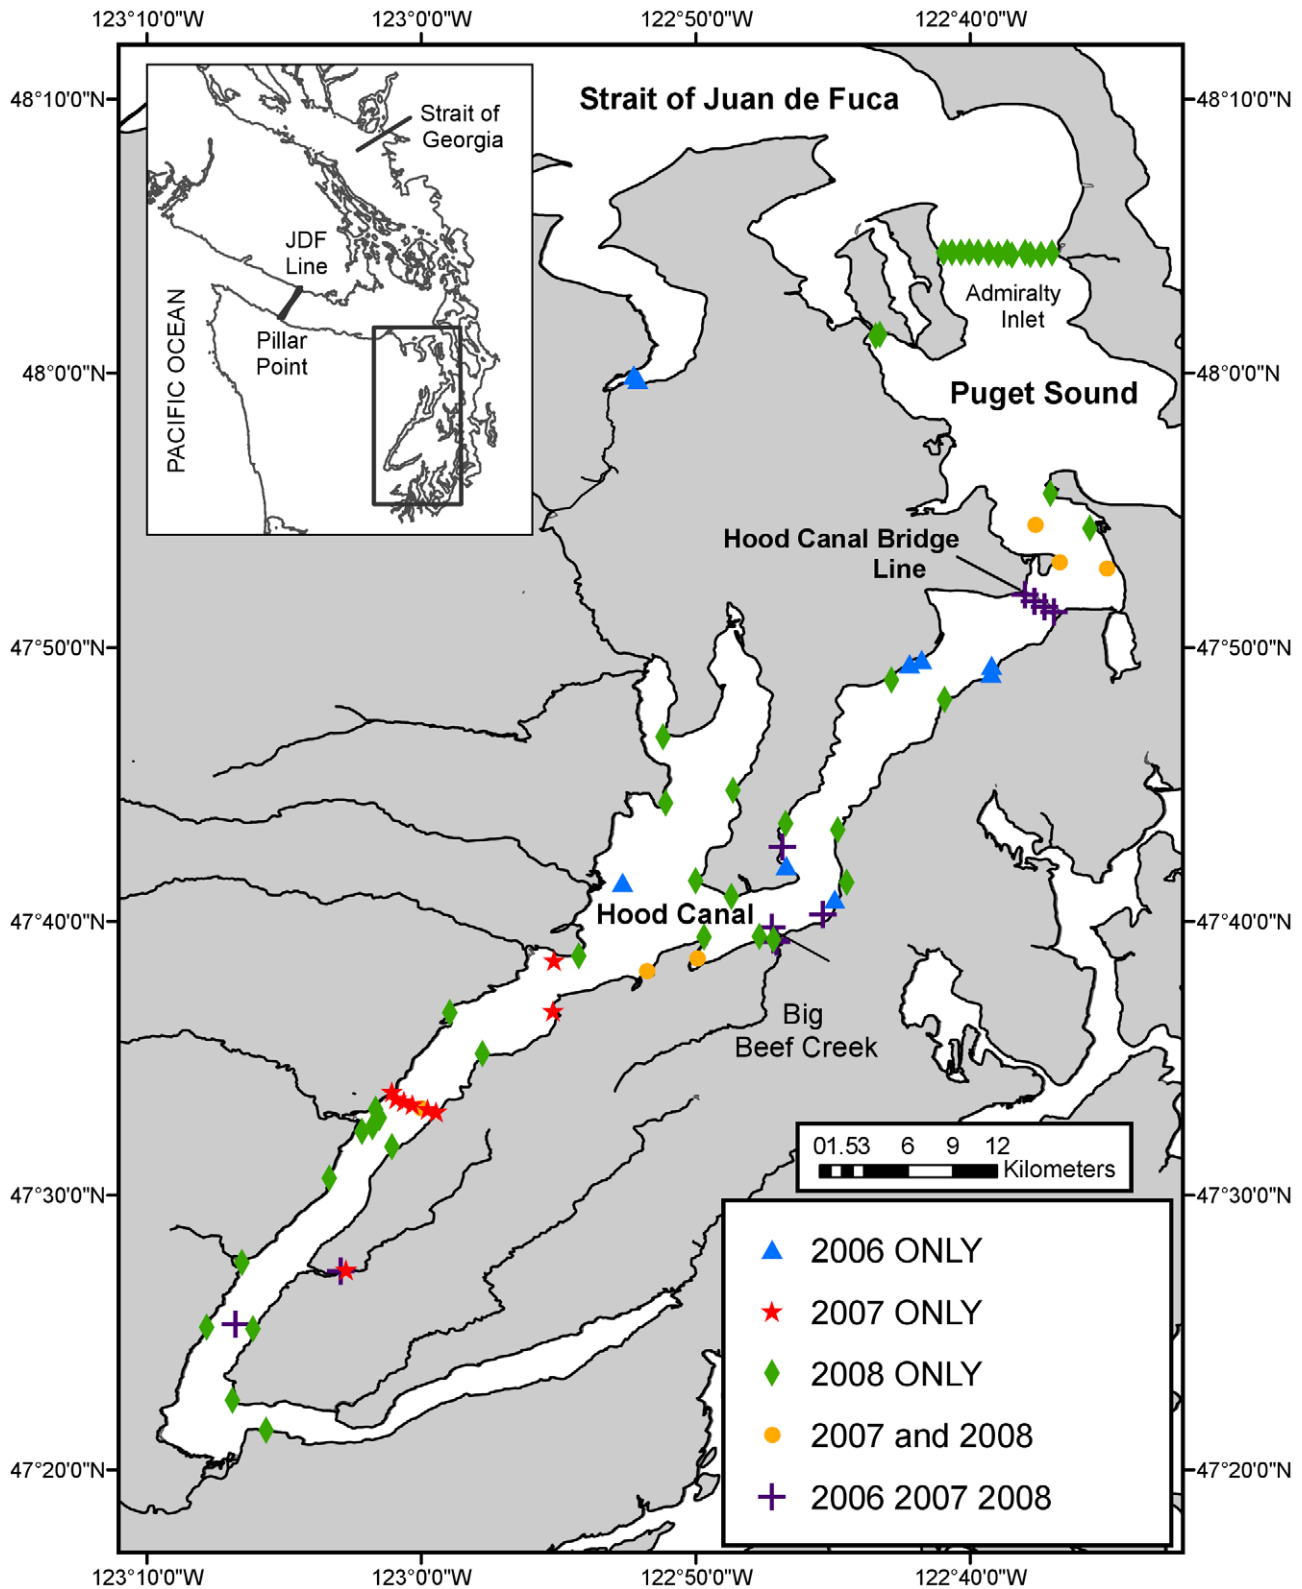 123°10'0"W 123°0'0"W 122°50'0"W 122°40'0"W
48°10'0"N
48°10'0"N
Strait of Juan de Fuca
Strait of
Georgia
JDF
Line
Pillar
Point
PACIFIC OCEAN
Admiralty
Inlet
48°0'0"N
48°0'0"N
Puget Sound
Hood Canal Bridge
Line
47°50'0"N
47°50'0"N
47°40'0"N
47°40'0"N
Hood Canal
Big
Beef Creek
01.53 6 9 12
Kilometers
47°30'0"N
47°30'0"N
2006 ONLY
2007 ONLY
2008 ONLY
2007 and 2008
2006 2007 2008
47°20'0"N
47°20'0"N
123°10'0"W 123°0'0"W 122°50'0"W 122°40'0"W